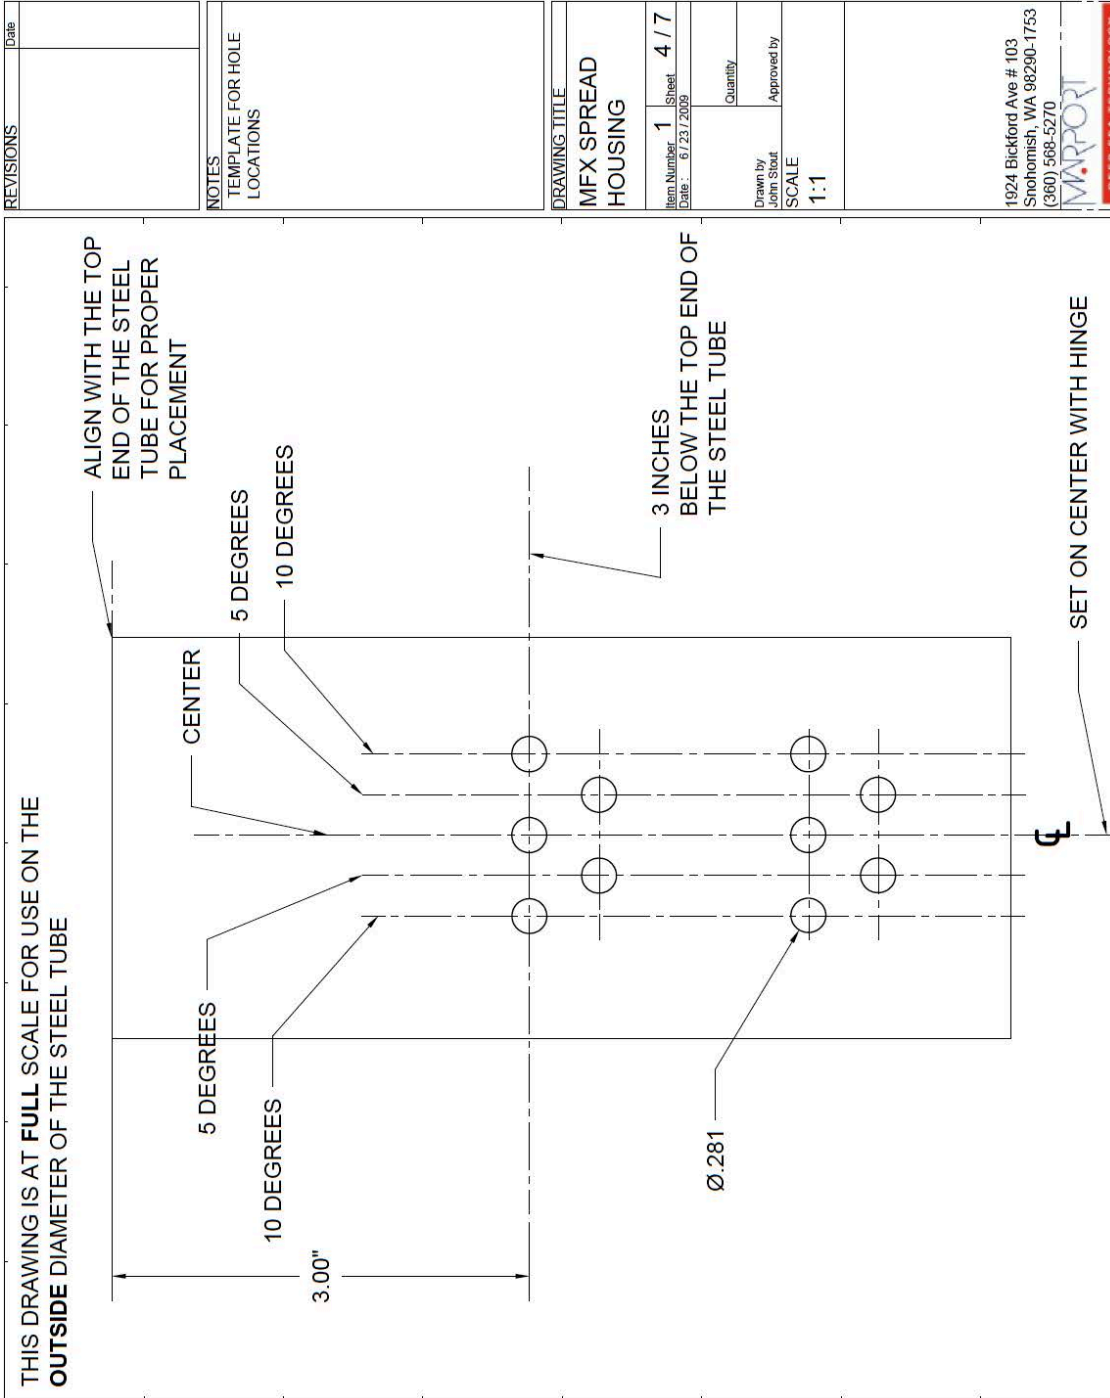 THIS DRAWING IS AT FULL SCALE FOR USE ON THE
OUTSIDE DIAMETER OF THE STEEL TUBE
ALIGN WITH THE TOP
END OF THE STEEL
TUBE FOR PROPER
PLACEMENT
CENTER
5 DEGREES
10 DEGREES
5 DEGREES
10 DEGREES
3.00"
3 INCHES
BELOW THE TOP END OF
THE STEEL TUBE
Ø.281
SET ON CENTER WITH HINGE
REVISIONS
Date
NOTES
TEMPLATE FOR HOLE
LOCATIONS
DRAWING TITLE
MFX SPREAD
HOUSING
Item Number 1 Sheet 4 / 7
Date : 6 / 23 / 2009
Quantity
Drawn by
John Stout
Approved by
SCALE
1:1
1924 Bickford Ave # 103
Snohomish, WA 98290-1753
(360) 568-5270
MARPORT